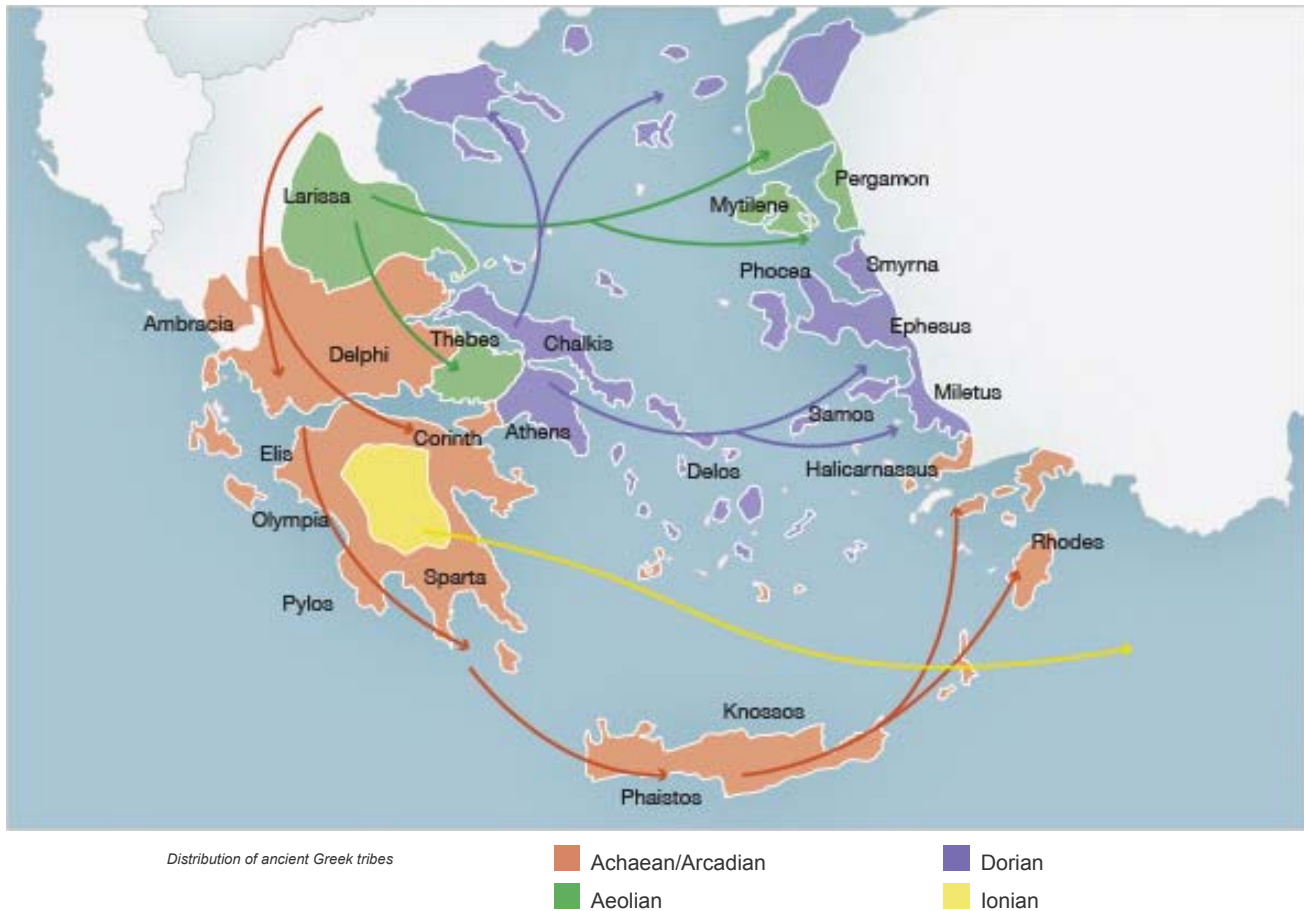 Larissa
Pergamon
Mytilene
Phocea
Smyrna
Ambracia
Thebes
Chalkis
Ephesus
Delphi
Miletus
Samos
Elis
Corinth
Athens
Delos
Halicarnassus
Olympia
Rhodes
Sparta
Pylos
Knossos
Phaistos
Distribution of ancient Greek tribes
Achaean/Arcadian
Dorian
Aeolian
Ionian